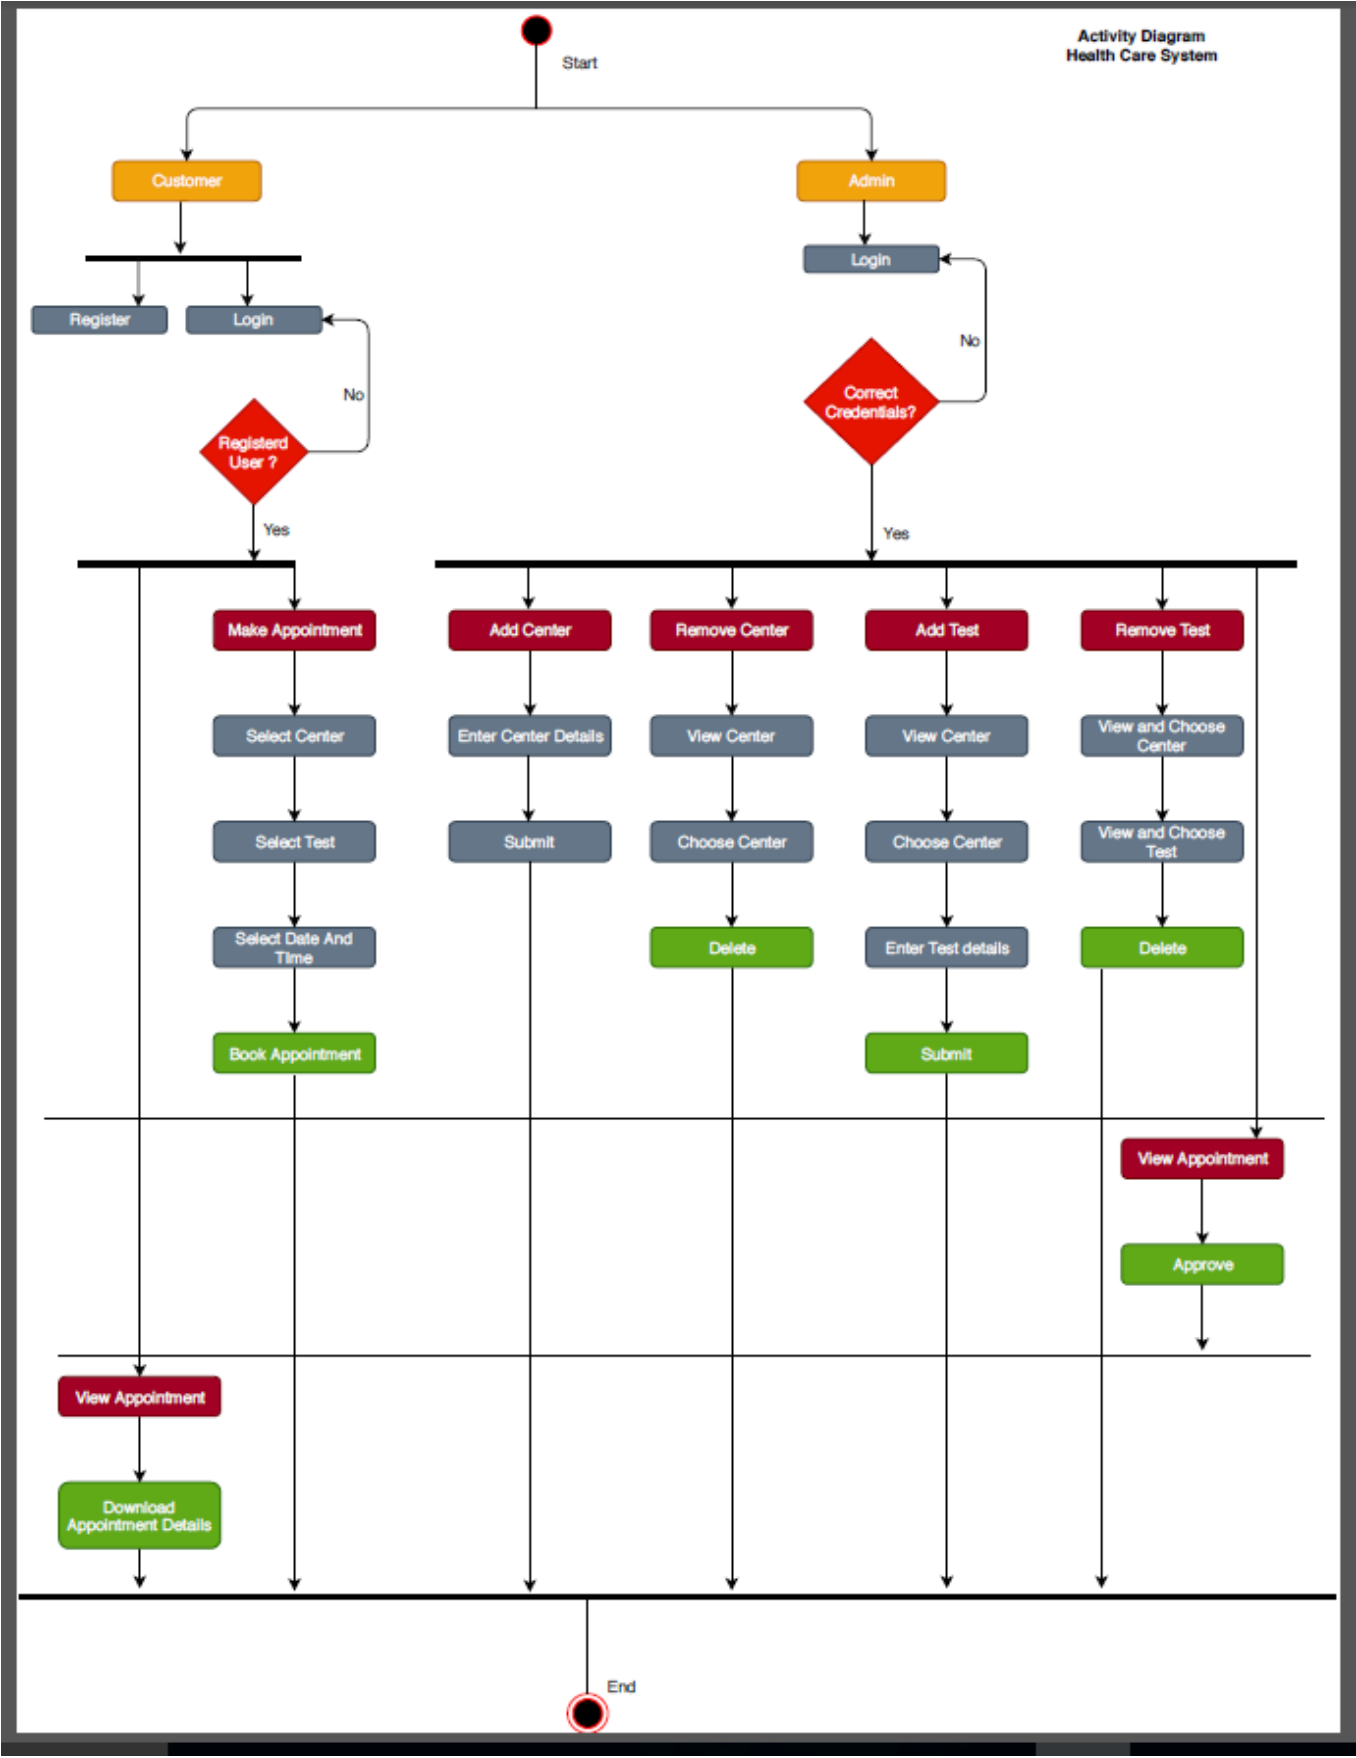 Activity Diagram
Health Care System
Start
Customer
Admin
Login
Register
Login
No
No
Correct
Credentials?
Registerd
User ?
Yes
Yes
Make Appointment
Add Center
Remove Center
Add Test
Remove Test
Select Center
Enter Center Details
View Center
View Center
View and Choose
Center
Select Test
Submit
Choose Center
Choose Center
View and Choose
Test
Select Date And
TIme
Delete
Enter Test details
Delete
Book Appointment
Submit
View Appointment
Approve
View Appointment
Download
Appointment Details
End